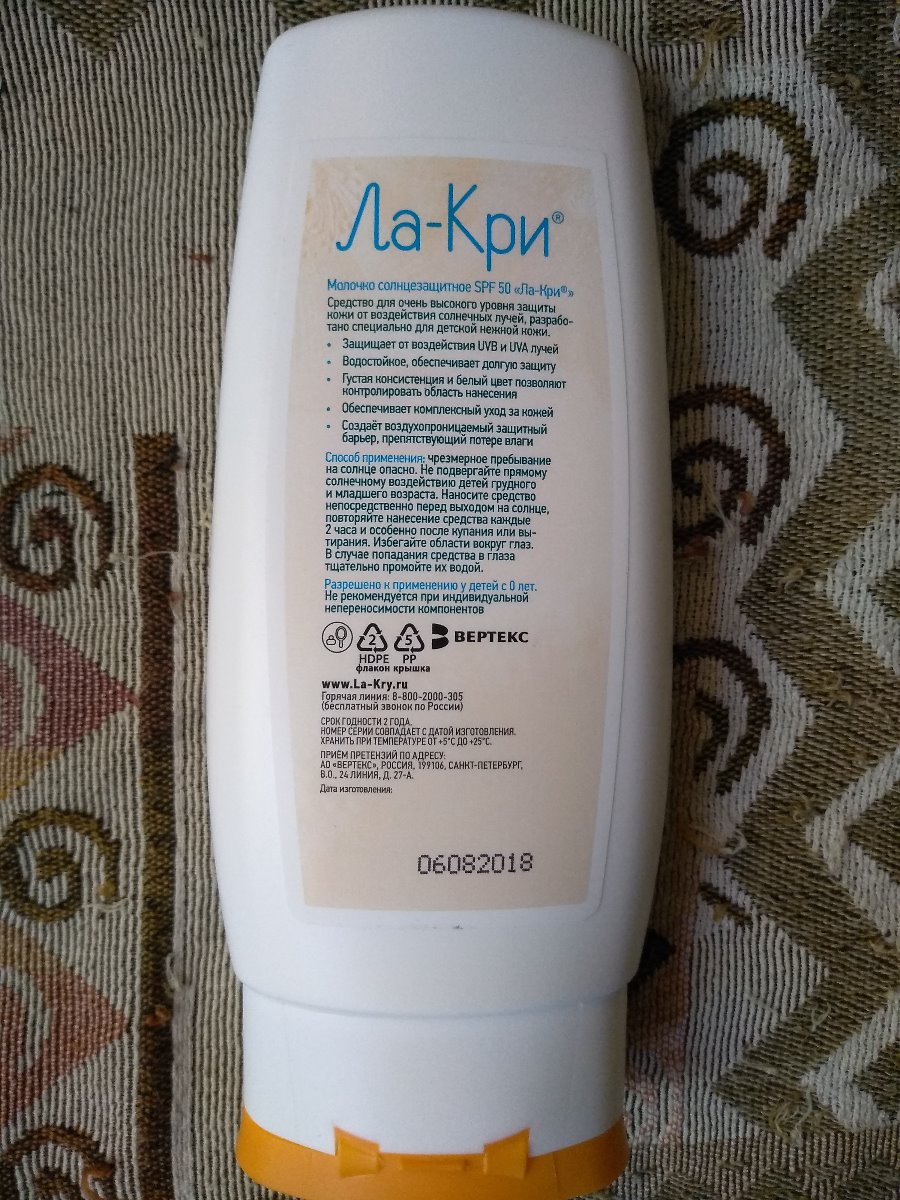 Ла-Кри®
Молочко солнцезащитное SPF 50 «Ла-Кри®»
Средство для очень высокого уровня защиты
кожи от воздействия солнечных лучей, разрабо-
тано специально для детской нежной кожи.
• Защищает от воздействия UVB и UVA лучей
• Водостойкое, обеспечивает долгую защиту
• Густая консистенция и белый цвет позволяют
контролировать область нанесения
• Обеспечивает комплексный уход за кожей
• Создаёт воздухопроницаемый защитный
барьер, препятствующий потере влаги
Способ применения: чрезмерное пребывание
на солнце опасно. Не подвергайте прямому
солнечному воздействию детей грудного
и младшего возраста. Наносите средство
непосредственно перед выходом на солнце,
повторяйте нанесение средства каждые
2 часа и особенно после купания или вы-
тирания. Избегайте области вокруг глаз.
В случае попадания средства в глаза
тщательно промойте их водой.
Разрешено к применению у детей с 0 лет.
Не рекомендуется при индивидуальной
непереносимости компонентов
2 5 ВЕРТЕКС
HDPE PP
флакон крышка
www.La-Kry.ru
Горячая линия: 8-800-2000-305
(бесплатный звонок по России)
СРОК ГОДНОСТИ 2 ГОДА.
НОМЕР СЕРИИ СОВПАДАЕТ С ДАТОЙ ИЗГОТОВЛЕНИЯ.
ХРАНИТЬ ПРИ ТЕМПЕРАТУРЕ ОТ +5°C ДО +25°C.
ПРИЁМ ПРЕТЕНЗИЙ ПО АДРЕСУ:
АО «ВЕРТЕКС», РОССИЯ, 199106, САНКТ-ПЕТЕРБУРГ,
В.О., 24 ЛИНИЯ, Д. 27-А.
Дата изготовления:
06082018